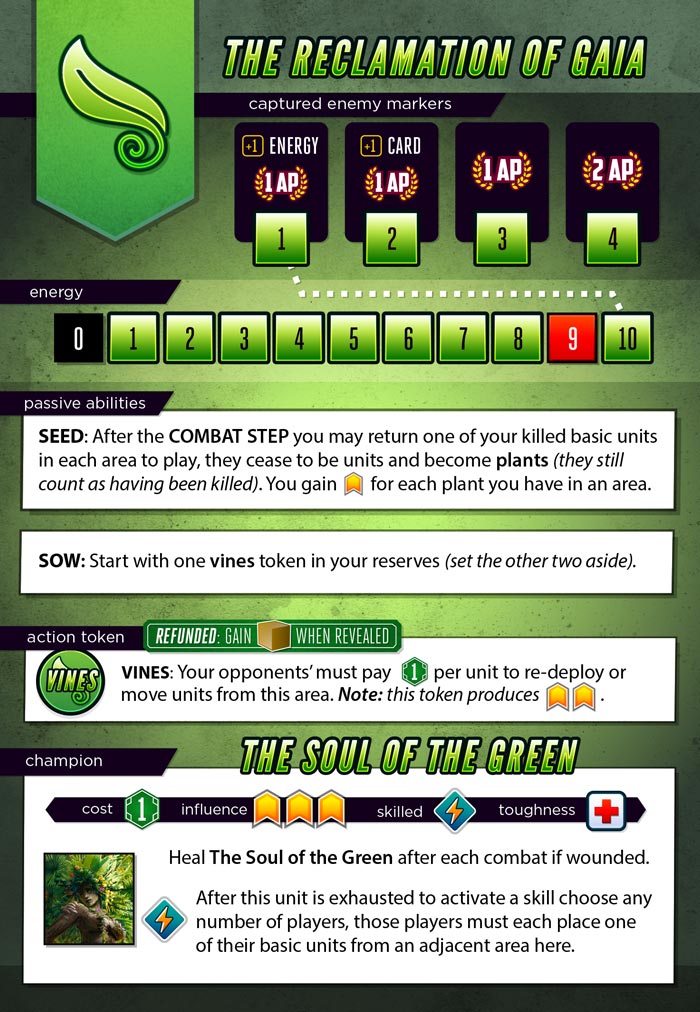 THE RECLAMATION OF GAIA
captured enemy markers
+1 ENERGY
1 AP
1
+1 CARD
1 AP
2
1 AP
3
2 AP
4
energy
0 1 2 3 4 5 6 7 8 9 10
passive abilities
SEED: After the COMBAT STEP you may return one of your killed basic units
in each area to play, they cease to be units and become plants (they still
count as having been killed). You gain for each plant you have in an area.
SOW: Start with one vines token in your reserves (set the other two aside).
action token
REFUNDED: GAIN WHEN REVEALED
VINES
VINES: Your opponents' must pay 1 per unit to re-deploy or
move units from this area. Note: this token produces .
THE SOUL OF THE GREEN
champion
cost 1 influence skilled toughness
Heal The Soul of the Green after each combat if wounded.
After this unit is exhausted to activate a skill choose any
number of players, those players must each place one
of their basic units from an adjacent area here.